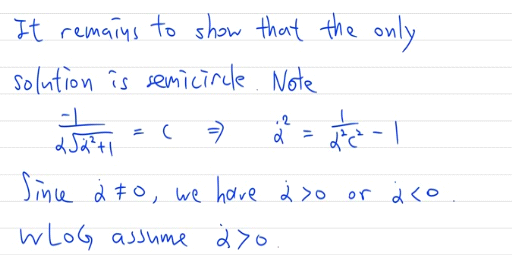 It remains to show that the only
solution is semicircle. Note
-1/(α√(α̇²+1)) = c ⇒ α̇² = 1/(α²c²) - 1
Since α̇ ≠ 0, we have α̇ > 0 or α̇ < 0.
WLOG assume α̇ > 0.